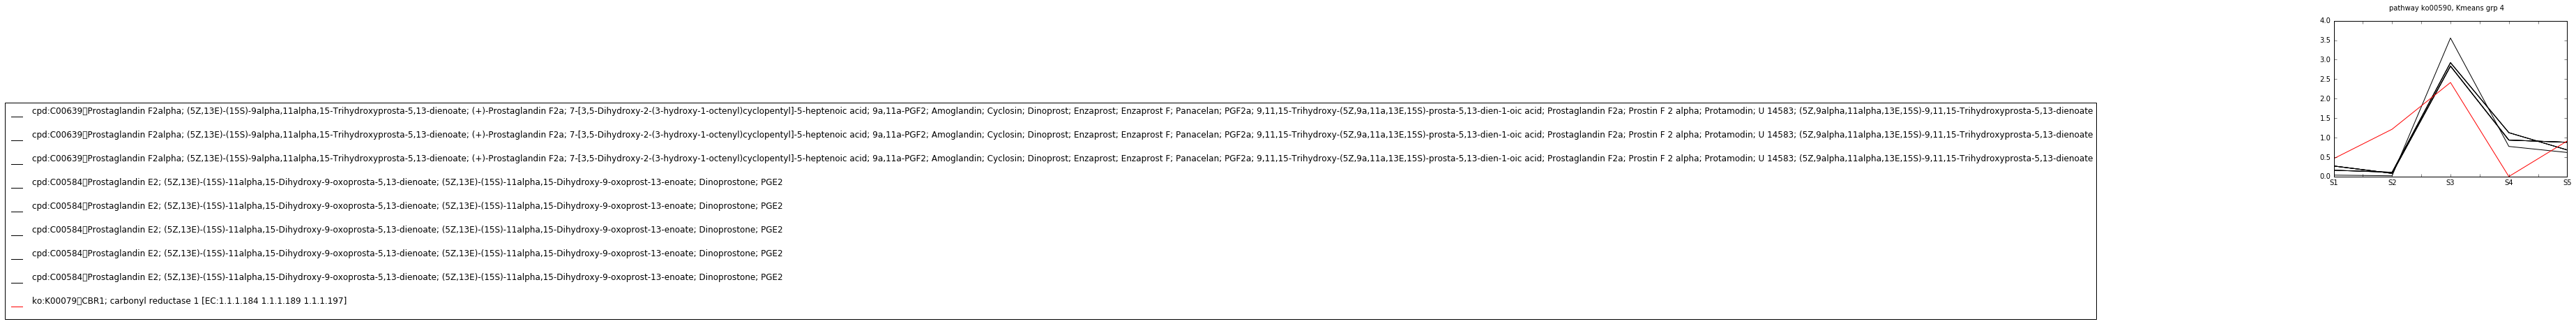 pathway ko00590, Kmeans grp 4
4.0
3.5
3.0
2.5
2.0
1.5
1.0
0.5
0.0
S1 S2 S3 S4 S5
cpd:C00639▯Prostaglandin F2alpha; (5Z,13E)-(15S)-9alpha,11alpha,15-Trihydroxyprosta-5,13-dienoate; (+)-Prostaglandin F2a; 7-[3,5-Dihydroxy-2-(3-hydroxy-1-octenyl)cyclopentyl]-5-heptenoic acid; 9a,11a-PGF2; Amoglandin; Cyclosin; Dinoprost; Enzaprost; Enzaprost F; Panacelan; PGF2a; 9,11,15-Trihydroxy-(5Z,9a,11a,13E,15S)-prosta-5,13-dien-1-oic acid; Prostaglandin F2a; Prostin F 2 alpha; Protamodin; U 14583; (5Z,9alpha,11alpha,13E,15S)-9,11,15-Trihydroxyprosta-5,13-dienoate
cpd:C00639▯Prostaglandin F2alpha; (5Z,13E)-(15S)-9alpha,11alpha,15-Trihydroxyprosta-5,13-dienoate; (+)-Prostaglandin F2a; 7-[3,5-Dihydroxy-2-(3-hydroxy-1-octenyl)cyclopentyl]-5-heptenoic acid; 9a,11a-PGF2; Amoglandin; Cyclosin; Dinoprost; Enzaprost; Enzaprost F; Panacelan; PGF2a; 9,11,15-Trihydroxy-(5Z,9a,11a,13E,15S)-prosta-5,13-dien-1-oic acid; Prostaglandin F2a; Prostin F 2 alpha; Protamodin; U 14583; (5Z,9alpha,11alpha,13E,15S)-9,11,15-Trihydroxyprosta-5,13-dienoate
cpd:C00639▯Prostaglandin F2alpha; (5Z,13E)-(15S)-9alpha,11alpha,15-Trihydroxyprosta-5,13-dienoate; (+)-Prostaglandin F2a; 7-[3,5-Dihydroxy-2-(3-hydroxy-1-octenyl)cyclopentyl]-5-heptenoic acid; 9a,11a-PGF2; Amoglandin; Cyclosin; Dinoprost; Enzaprost; Enzaprost F; Panacelan; PGF2a; 9,11,15-Trihydroxy-(5Z,9a,11a,13E,15S)-prosta-5,13-dien-1-oic acid; Prostaglandin F2a; Prostin F 2 alpha; Protamodin; U 14583; (5Z,9alpha,11alpha,13E,15S)-9,11,15-Trihydroxyprosta-5,13-dienoate
cpd:C00584▯Prostaglandin E2; (5Z,13E)-(15S)-11alpha,15-Dihydroxy-9-oxoprosta-5,13-dienoate; (5Z,13E)-(15S)-11alpha,15-Dihydroxy-9-oxoprost-13-enoate; Dinoprostone; PGE2
cpd:C00584▯Prostaglandin E2; (5Z,13E)-(15S)-11alpha,15-Dihydroxy-9-oxoprosta-5,13-dienoate; (5Z,13E)-(15S)-11alpha,15-Dihydroxy-9-oxoprost-13-enoate; Dinoprostone; PGE2
cpd:C00584▯Prostaglandin E2; (5Z,13E)-(15S)-11alpha,15-Dihydroxy-9-oxoprosta-5,13-dienoate; (5Z,13E)-(15S)-11alpha,15-Dihydroxy-9-oxoprost-13-enoate; Dinoprostone; PGE2
cpd:C00584▯Prostaglandin E2; (5Z,13E)-(15S)-11alpha,15-Dihydroxy-9-oxoprosta-5,13-dienoate; (5Z,13E)-(15S)-11alpha,15-Dihydroxy-9-oxoprost-13-enoate; Dinoprostone; PGE2
cpd:C00584▯Prostaglandin E2; (5Z,13E)-(15S)-11alpha,15-Dihydroxy-9-oxoprosta-5,13-dienoate; (5Z,13E)-(15S)-11alpha,15-Dihydroxy-9-oxoprost-13-enoate; Dinoprostone; PGE2
ko:K00079▯CBR1; carbonyl reductase 1 [EC:1.1.1.184 1.1.1.189 1.1.1.197]